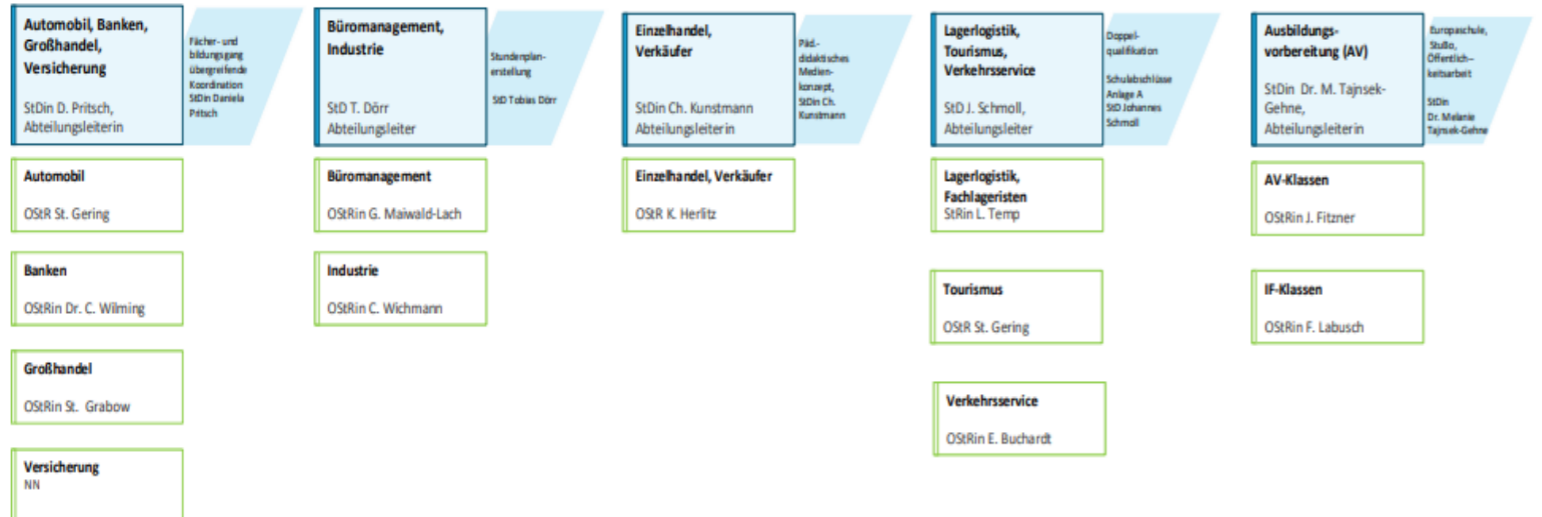 Automobil, Banken,
Großhandel,
Versicherung
StDin D. Pritsch,
Abteilungsleiterin
Fächer- und
bildungsgang
übergreifende
Koordination
StDin Daniela
Pritsch
Büromanagement,
Industrie
StD T. Dörr
Abteilungsleiter
Stundenplan-
erstellung
StD Tobias Dörr
Einzelhandel,
Verkäufer
StDin Ch. Kunstmann
Abteilungsleiterin
Päd.-
didaktisches
Medien-
konzept,
StDin Ch.
Kunstmann
Lagerlogistik,
Tourismus,
Verkehrsservice
StD J. Schmoll,
Abteilungsleiter
Doppel-
qualifikation
Schulabschlüsse
Anlage A
StD Johannes
Schmoll
Ausbildungs-
vorbereitung (AV)
StDin Dr. M. Tajnsek-
Gehne,
Abteilungsleiterin
Europaschule,
StuBo,
Öffentlich-
keitsarbeit
StDin
Dr. Melanie
Tajnsek-Gehne
Automobil
OStR St. Gering
Büromanagement
OStRin G. Maiwald-Lach
Einzelhandel, Verkäufer
OStR K. Herlitz
Lagerlogistik,
Fachlageristen
StRin L. Temp
AV-Klassen
OStRin J. Fitzner
Banken
OStRin Dr. C. Wilming
Industrie
OStRin C. Wichmann
Tourismus
OStR St. Gering
IF-Klassen
OStRin F. Labusch
Großhandel
OStRin St. Grabow
Verkehrsservice
OStRin E. Buchardt
Versicherung
NN